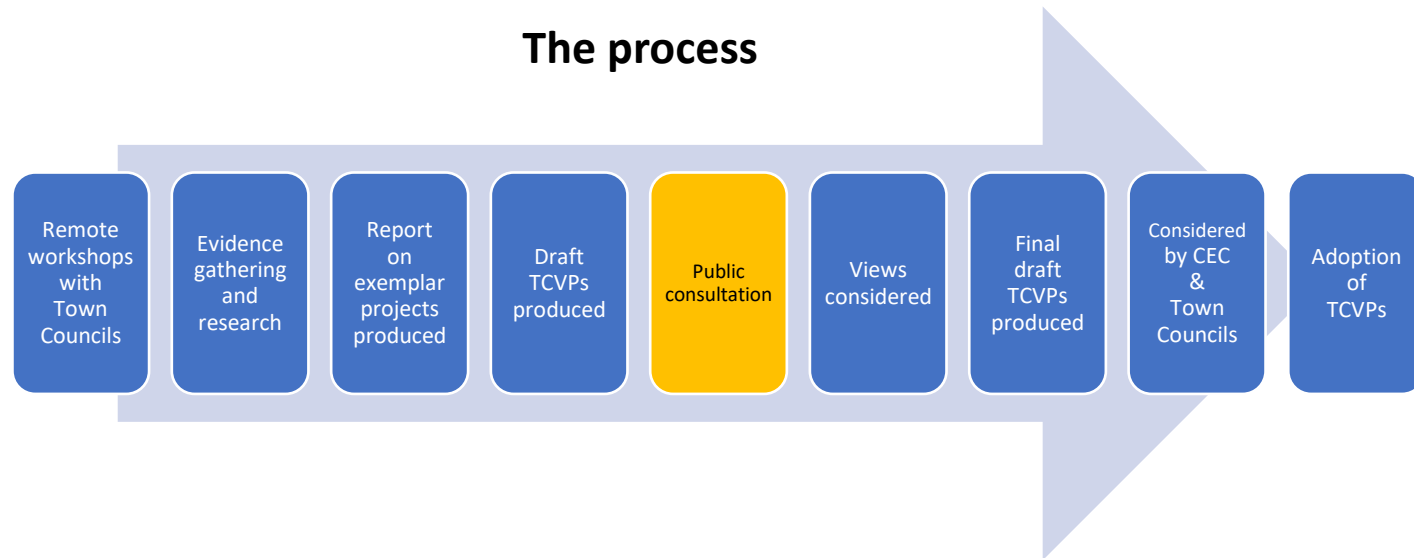 The process
Remote
workshops
with
Town
Councils
Evidence
gathering
and
research
Report
on
exemplar
projects
produced
Draft
TCVPs
produced
Public
consultation
Views
considered
Final
draft
TCVPs
produced
Considered
by CEC
&
Town
Councils
Adoption
of
TCVPs